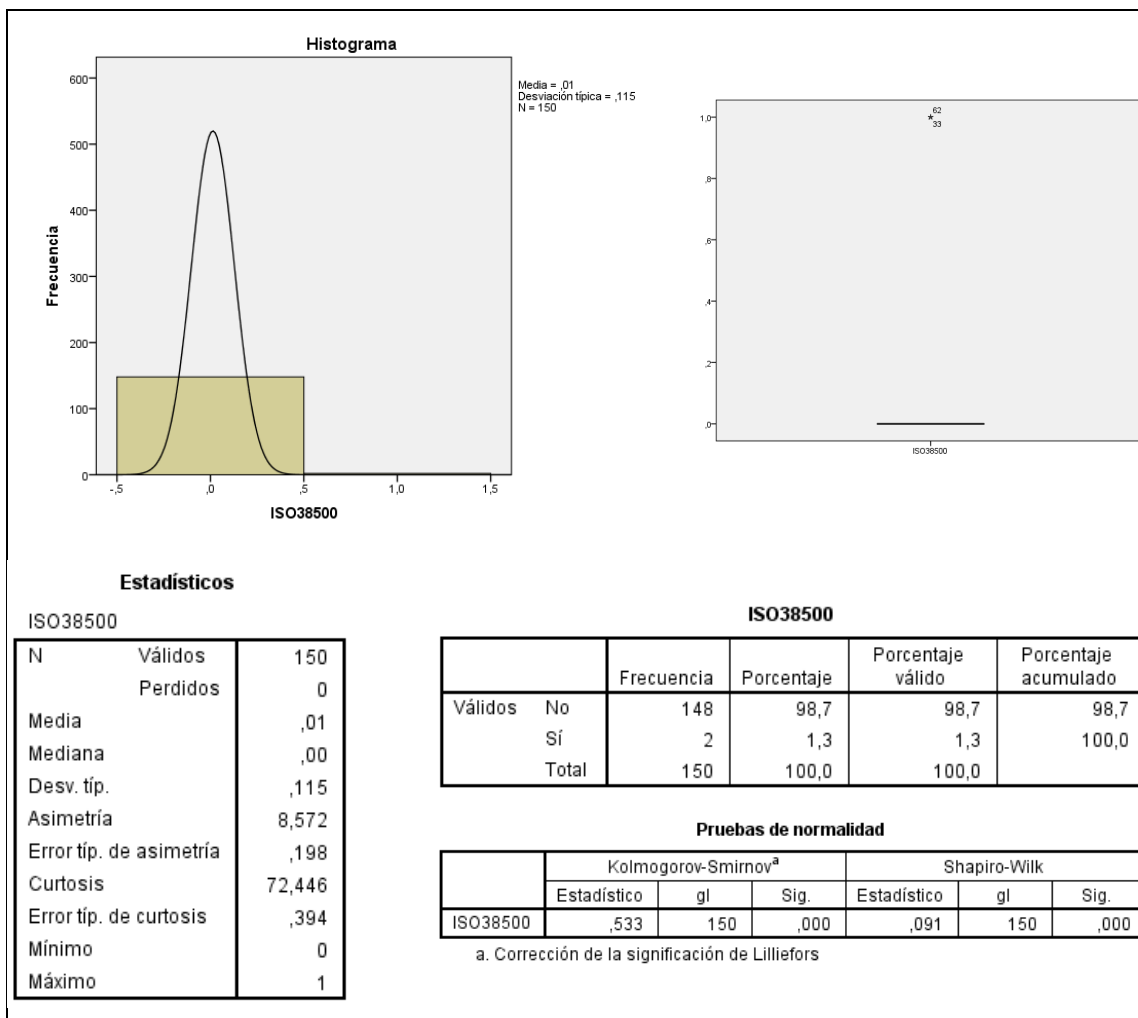 Histograma
Media = ,01
Desviación típica = ,115
N = 150
600
500
400
300
200
100
0
Frecuencia
-,5 ,0 ,5 1,0 1,5
ISO38500
1,0
,8
,6
,4
,2
,0
* 62
33
ISO38500
Estadísticos
ISO38500
N Válidos 150
Perdidos 0
Media ,01
Mediana ,00
Desv. típ. ,115
Asimetría 8,572
Error típ. de asimetría ,198
Curtosis 72,446
Error típ. de curtosis ,394
Mínimo 0
Máximo 1
ISO38500
Frecuencia Porcentaje Porcentaje válido Porcentaje acumulado
Válidos No 148 98,7 98,7 98,7
Sí 2 1,3 1,3 100,0
Total 150 100,0 100,0
Pruebas de normalidad
Kolmogorov-Smirnov a Shapiro-Wilk
Estadístico gl Sig. Estadístico gl Sig.
ISO38500 ,533 150 ,000 ,091 150 ,000
a. Corrección de la significación de Lilliefors